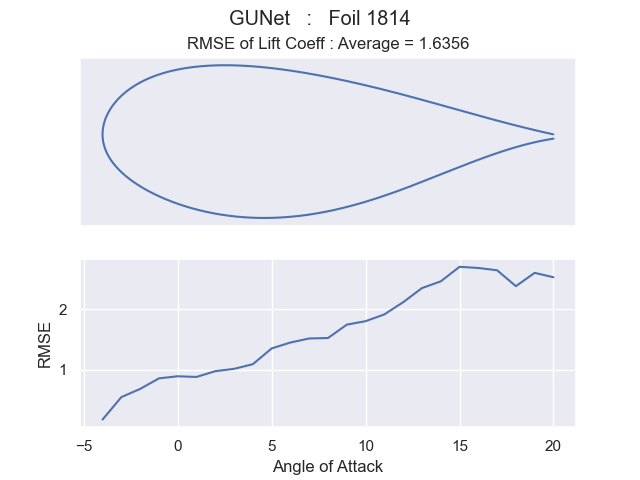 GUNet   :   Foil 1814
RMSE of Lift Coeff : Average = 1.6356
RMSE
2
1
−5
0
5
10
15
20
Angle of Attack